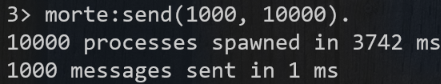 3> morte:send(1000, 10000).
10000 processes spawned in 3742 ms
1000 messages sent in 1 ms